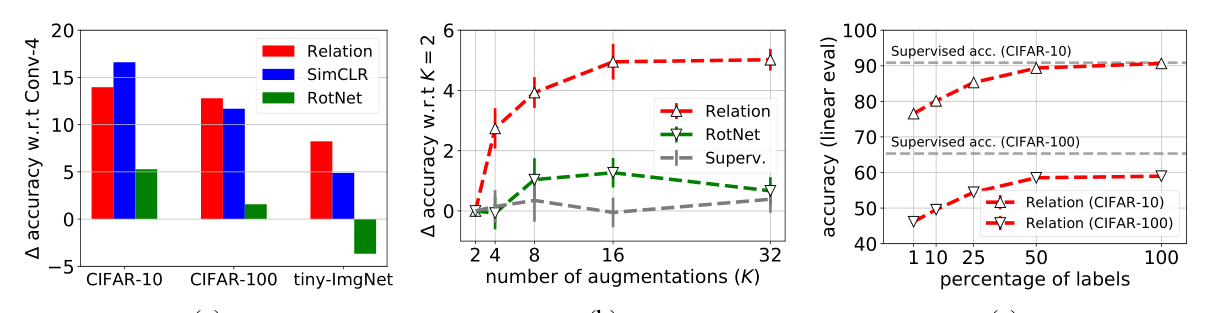 Δ accuracy w.r.t Conv-4
20
15
10
5
0
−5
Relation
SimCLR
RotNet
CIFAR-10 CIFAR-100 tiny-ImgNet
Δ accuracy w.r.t K = 2
6
4
2
0
Relation
RotNet
Superv.
2 4 8 16 32
number of augmentations (K)
accuracy (linear eval)
100
90
80
70
60
50
40
Supervised acc. (CIFAR-10)
Supervised acc. (CIFAR-100)
Relation (CIFAR-10)
Relation (CIFAR-100)
1 10 25 50 100
percentage of labels